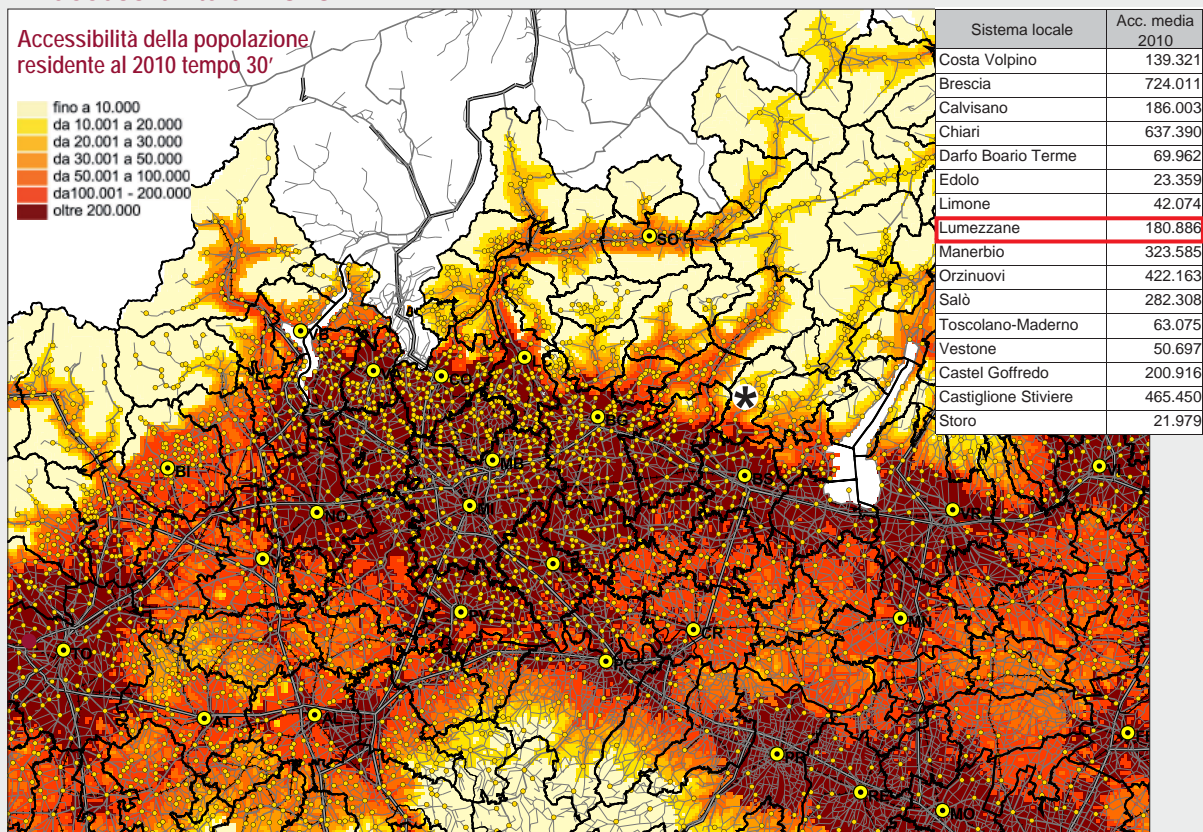 Accessibilità della popolazione
residente al 2010 tempo 30'
fino a 10.000
da 10.001 a 20.000
da 20.001 a 30.000
da 30.001 a 50.000
da 50.001 a 100.000
da100.001 - 200.000
oltre 200.000
Sistema locale Acc. media 2010
Costa Volpino 139.321
Brescia 724.011
Calvisano 186.003
Chiari 637.390
Darfo Boario Terme 69.962
Edolo 23.359
Limone 42.074
Lumezzane 180.886
Manerbio 323.585
Orzinuovi 422.163
Salò 282.308
Toscolano-Maderno 63.075
Vestone 50.697
Castel Goffredo 200.916
Castiglione Stiviere 465.450
Storo 21.979
SO
VB
CO
BG
*
BI
MB
BS
NO
MI
VR
MN
CR
TO
PC
AL
PR
RE
MO